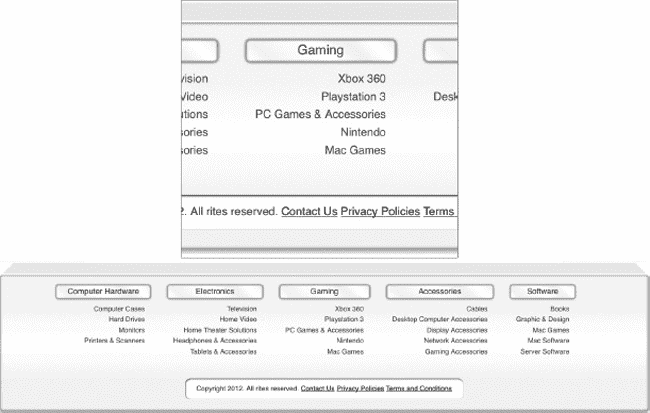 Gaming
vision Xbox 360
Video Playstation 3 Desk
utions PC Games & Accessories
sories Nintendo
ories Mac Games
2. All rites reserved. Contact Us Privacy Policies Terms
Computer Hardware Electronics Gaming Accessories Software
Computer Cases Television Xbox 360 Cables Books
Hard Drives Home Video Playstation 3 Desktop Computer Accessories Graphic & Design
Monitors Home Theater Solutions PC Games & Accessories Display Accessories Mac Games
Printers & Scanners Headphones & Accessories Nintendo Network Accessories Mac Software
Tablets & Accessories Mac Games Gaming Accessories Server Software
Copyright 2012. All rites reserved. Contact Us Privacy Policies Terms and Conditions